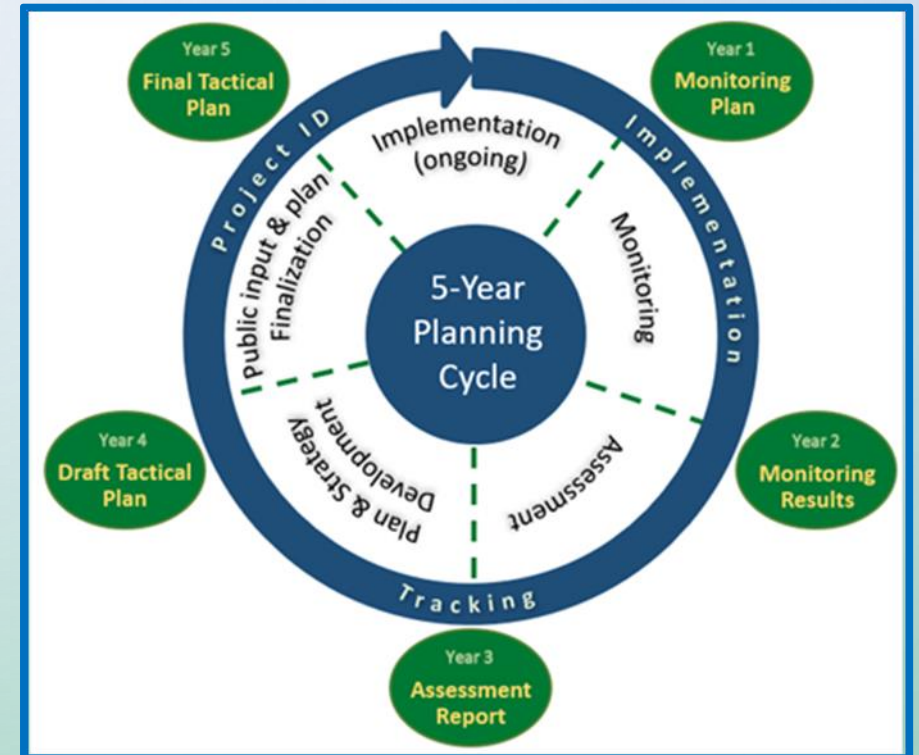 Year 5
Final Tactical
Plan
Year 1
Monitoring
Plan
Project ID
Implementation
Implementation
(ongoing)
Monitoring
Public input & plan
Finalization
5-Year
Planning
Cycle
Assessment
Plan & Strategy
Development
Year 4
Draft Tactical
Plan
Year 2
Monitoring
Results
Tracking
Year 3
Assessment
Report